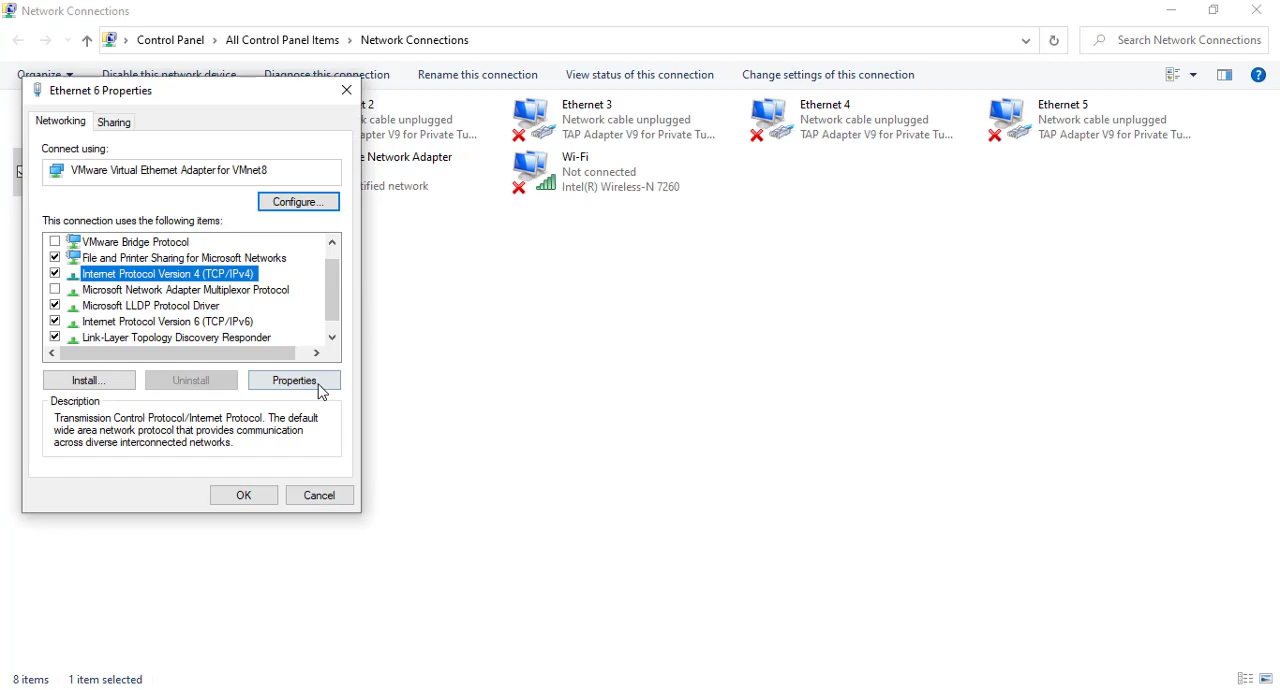 Network Connections
Control Panel > All Control Panel Items > Network Connections
Search Network Connections
Organize Disable this network device Diagnose this connection Rename this network connection View status of this connection Change settings of this connection
Ethernet 6 Properties
Networking Sharing
Connect using:
VMware Virtual Ethernet Adapter for VMnet8
Configure...
This connection uses the following items:
VMware Bridge Protocol
File and Printer Sharing for Microsoft Networks
Internet Protocol Version 4 (TCP/IPv4)
Microsoft Network Adapter Multiplexor Protocol
Microsoft LLDP Protocol Driver
Internet Protocol Version 6 (TCP/IPv6)
Link-Layer Topology Discovery Responder
Install... Uninstall Properties
Description
Transmission Control Protocol/Internet Protocol. The default
wide area network protocol that provides communication
across diverse interconnected networks.
OK Cancel
t 2
k cable unplugged
apter V9 for Private Tu...
e Network Adapter
tified network
Ethernet 3
Network cable unplugged
TAP Adapter V9 for Private Tu...
Wi-Fi
Not connected
Intel(R) Wireless-N 7260
Ethernet 4
Network cable unplugged
TAP Adapter V9 for Private Tu...
Ethernet 5
Network cable unplugged
TAP Adapter V9 for Private Tu...
8 items 1 item selected